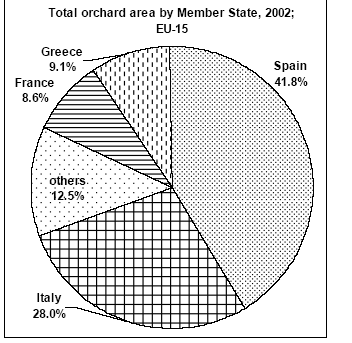 Total orchard area by Member State, 2002;
EU-15
Greece
9.1%
Spain
41.8%
France
8.6%
others
12.5%
Italy
28.0%